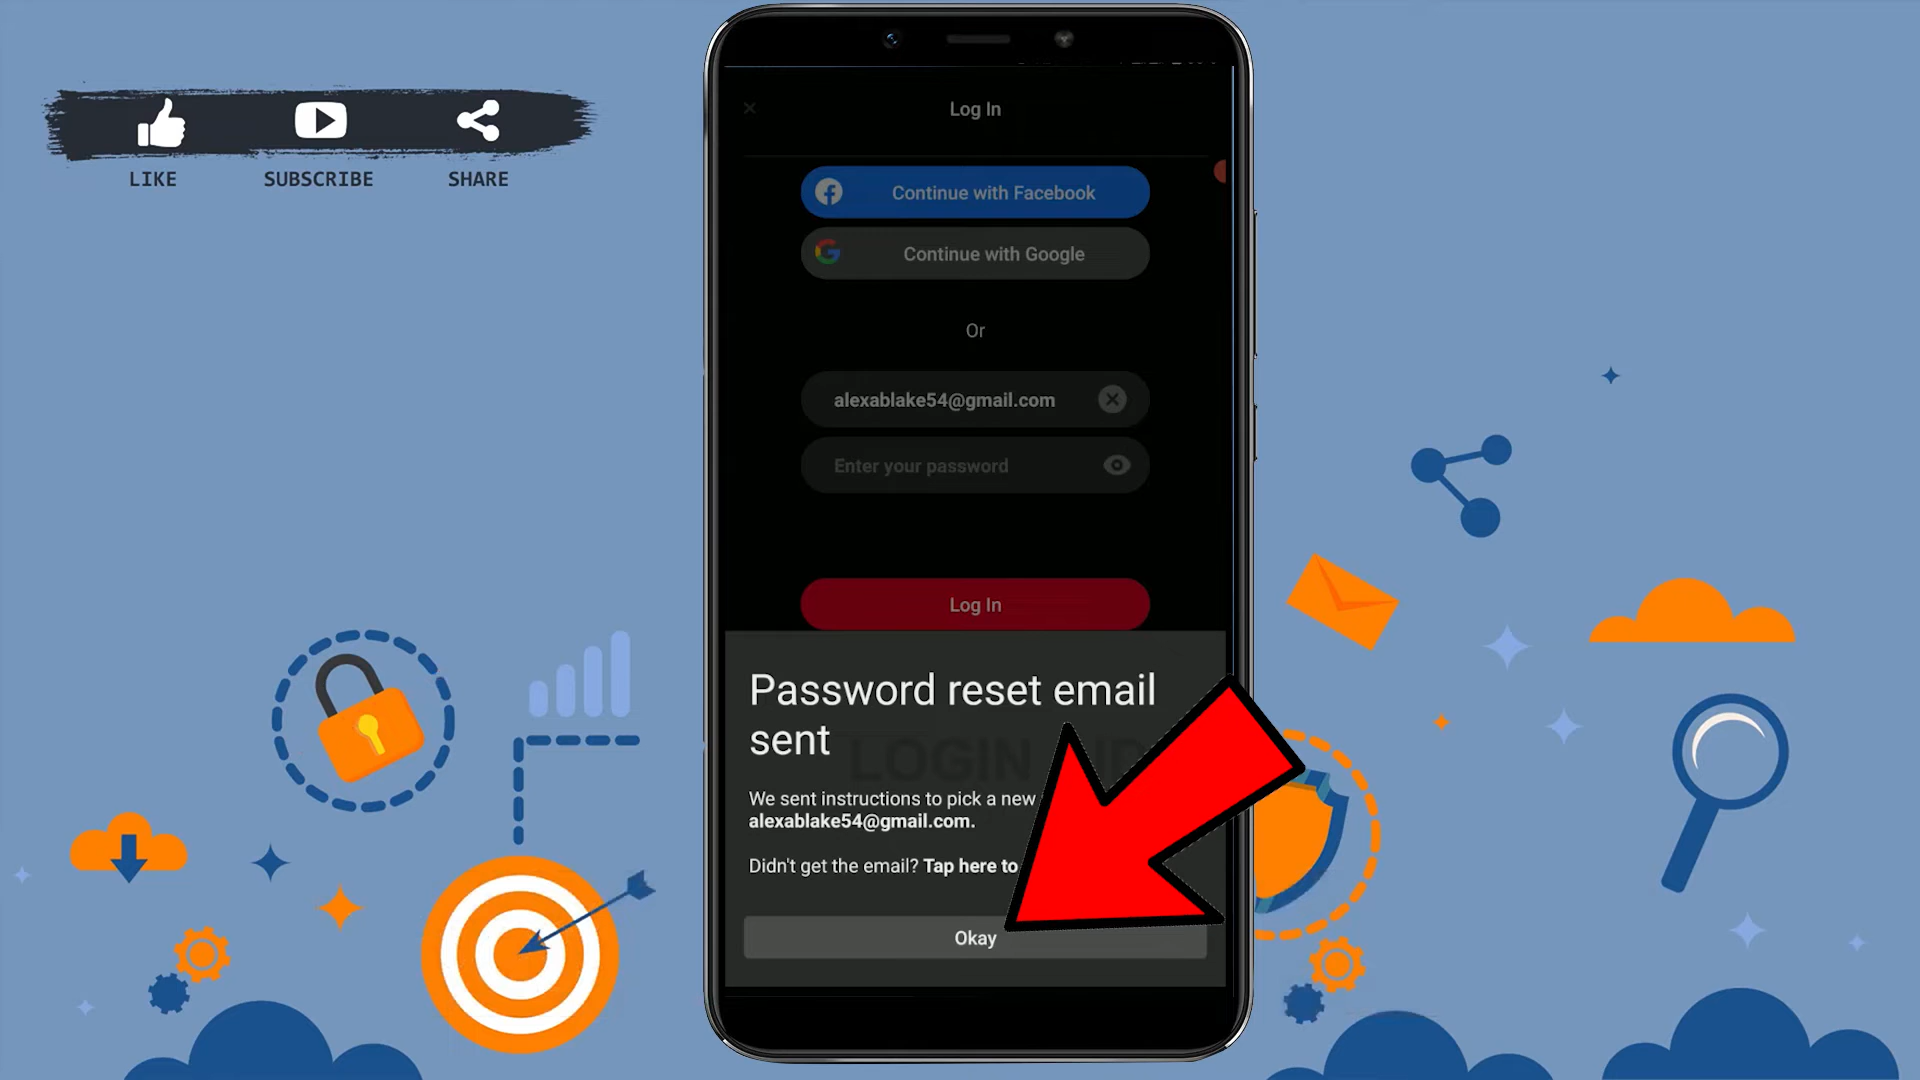 LIKE
SUBSCRIBE
SHARE
Log In
Continue with Facebook
Continue with Google
Or
alexablake54@gmail.com
Enter your password
Log In
Password reset email
sent
LOGIN
We sent instructions to pick a new
alexablake54@gmail.com.
Didn't get the email? Tap here to
Okay